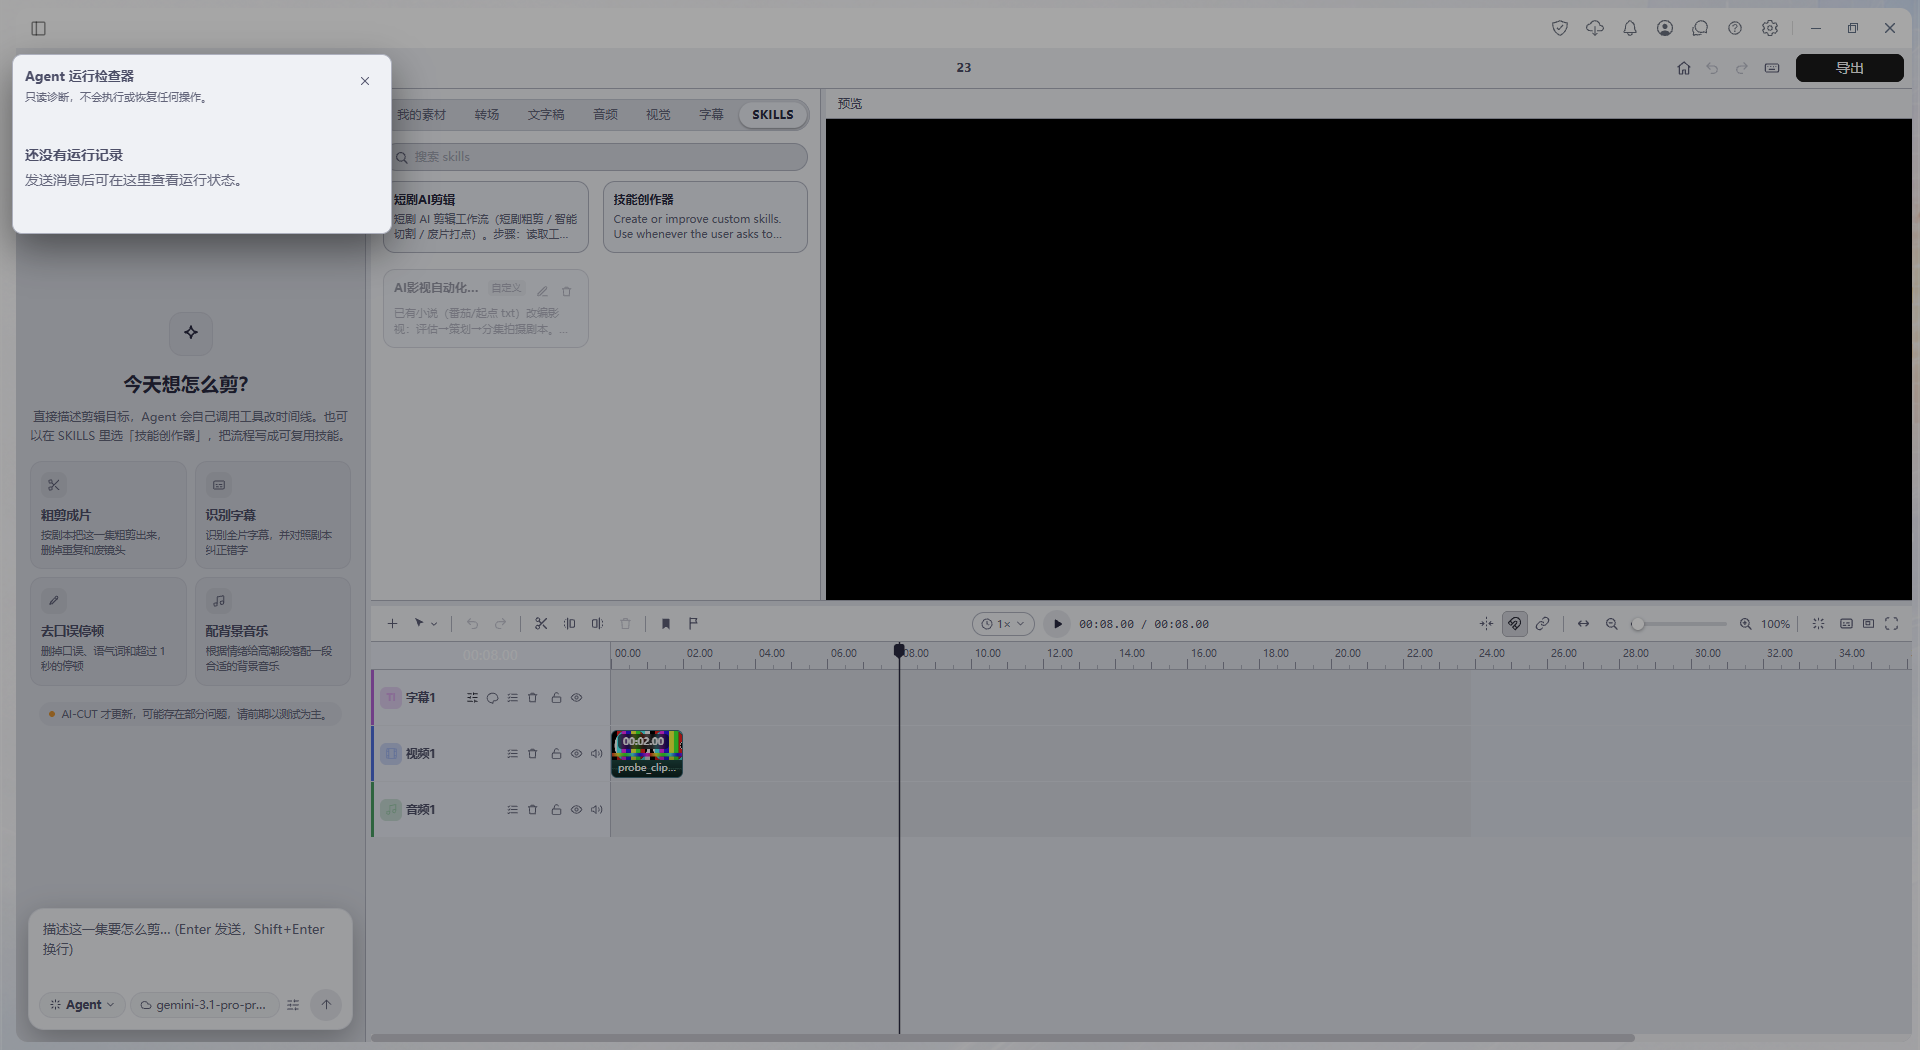 23
导出
Agent 运行检查器
只读诊断，不会执行或恢复任何操作。
还没有运行记录
发送消息后可在这里查看运行状态。
我的素材
转场
文字稿
音频
视觉
字幕
SKILLS
搜索 skills
短剧AI剪辑
短剧 AI 剪辑工作流（短剧粗剪 / 智能
切割 / 废片打点）。步骤：读取工...
技能创作器
Create or improve custom skills.
Use whenever the user asks to...
AI影视自动化...
自定义
已有小说（番茄/起点 txt）改编影
视：评估→策划→分集拍摄剧本。...
预览
今天想怎么剪？
直接描述剪辑目标，Agent 会自己调用工具改时间线。也可
以在 SKILLS 里选「技能创作器」，把流程写成可复用技能。
粗剪成片
按剧本把这一集粗剪出来，
删掉重复和废镜头
识别字幕
识别全片字幕，并对照剧本
纠正错字
去口误停顿
删掉口误、语气词和超过 1
秒的停顿
配背景音乐
根据情绪给高潮段落配一段
合适的背景音乐
AI-CUT 才更新，可能存在部分问题，请前期以测试为主。
描述这一集要怎么剪... (Enter 发送，Shift+Enter
换行)
Agent
gemini-3.1-pro-pr...
1×
00:08.00 / 00:08.00
100%
00:08.00
00.00
02.00
04.00
06.00
08.00
10.00
12.00
14.00
16.00
18.00
20.00
22.00
24.00
26.00
28.00
30.00
32.00
34.00
字幕1
视频1
00:02.00
probe_clip...
音频1